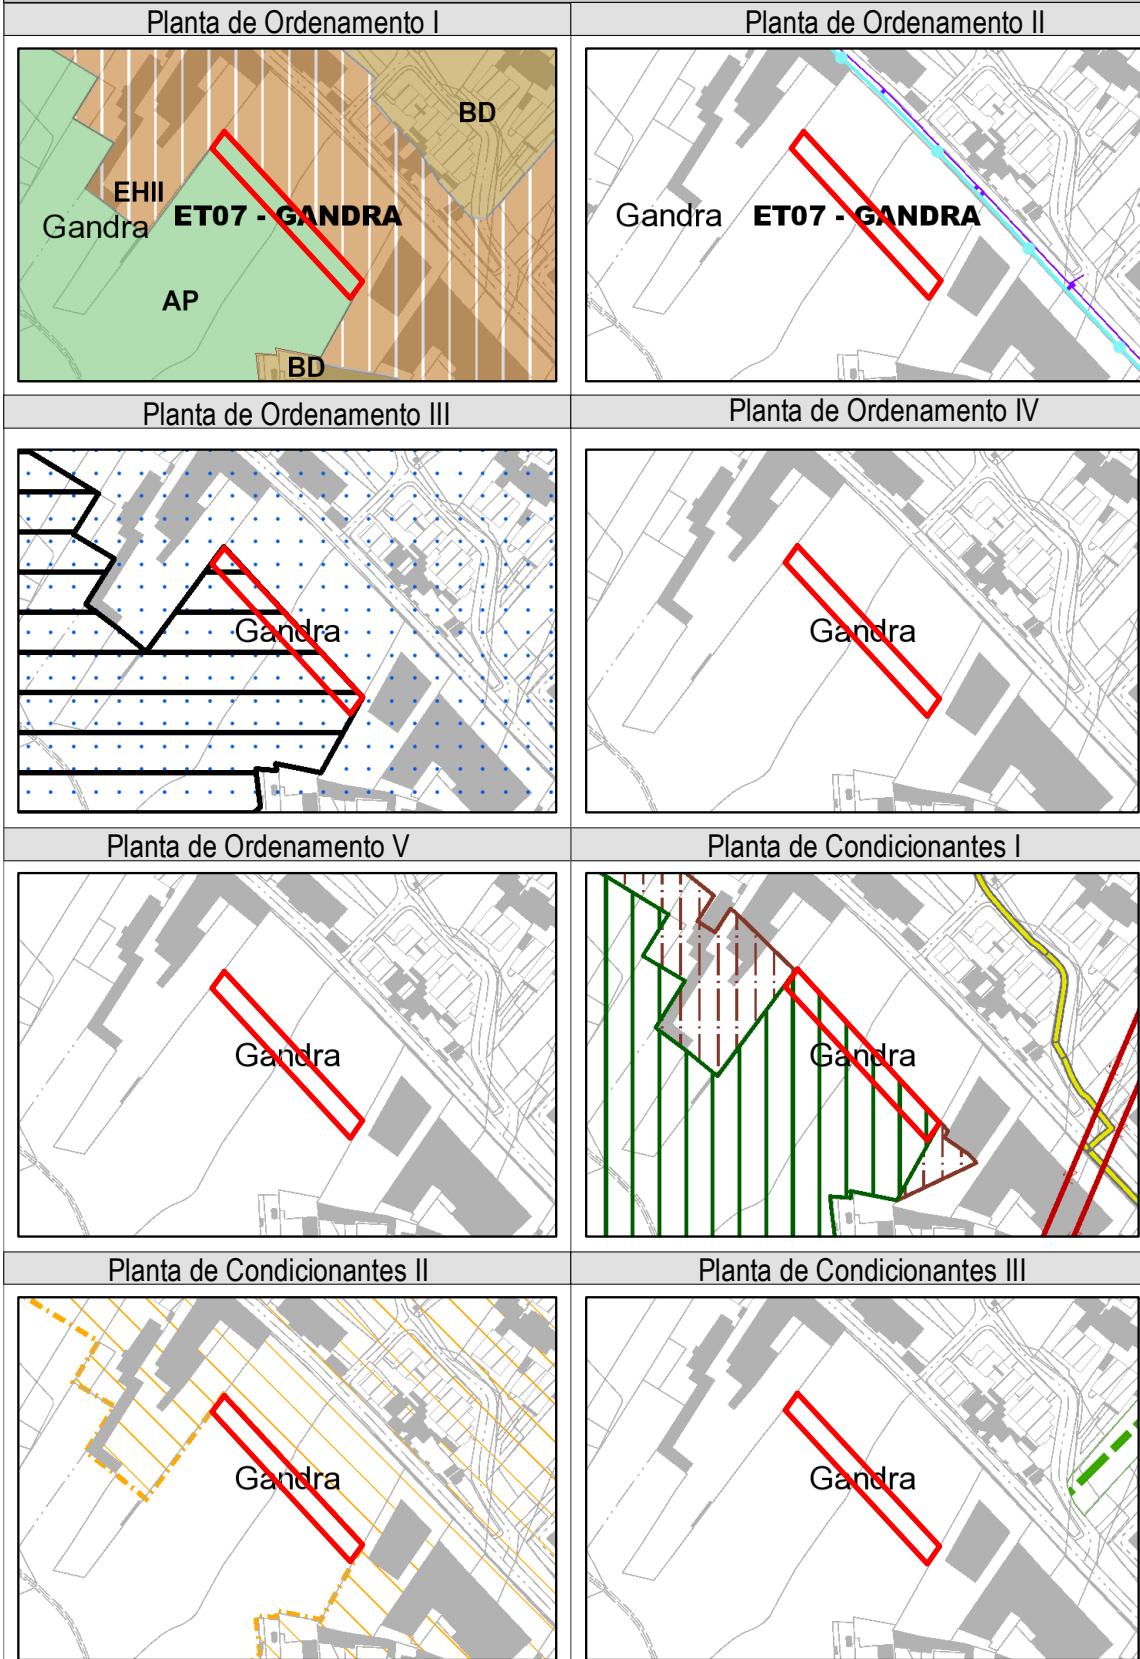 Planta de Ordenamento I
Planta de Ordenamento II
BD
EHII
Gandra
ET07 - GANDRA
AP
BD
Gandra
ET07 - GANDRA
Planta de Ordenamento III
Planta de Ordenamento IV
Gandra
Gandra
Planta de Ordenamento V
Planta de Condicionantes I
Gandra
Gandra
Planta de Condicionantes II
Planta de Condicionantes III
Gandra
Gandra